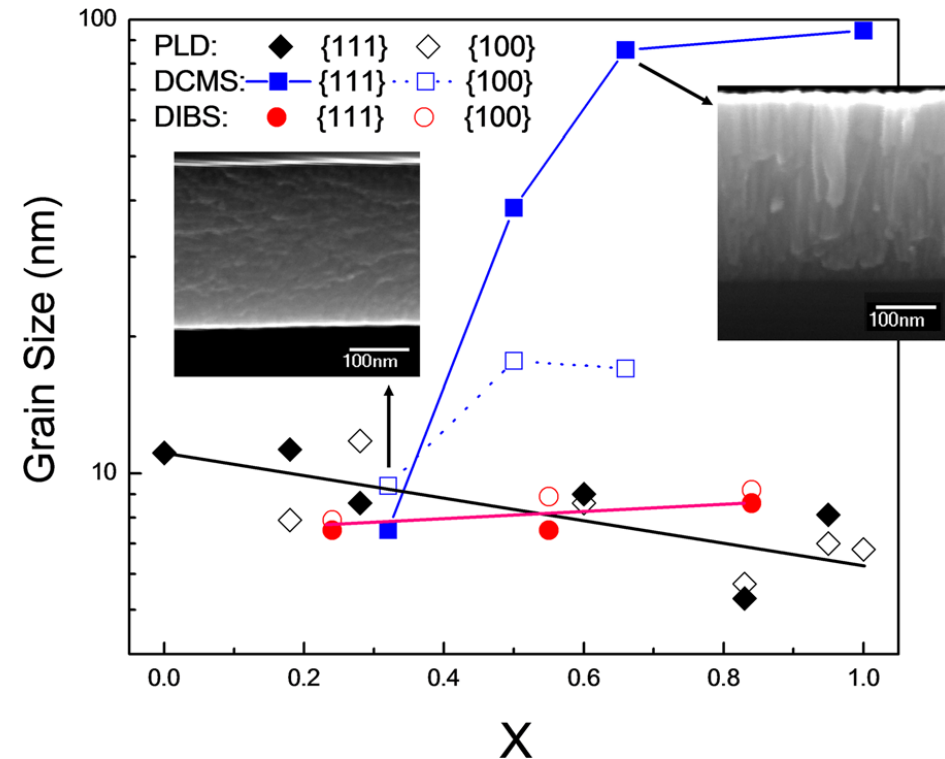 100
PLD: {111} {100}
DCMS: {111} {100}
DIBS: {111} {100}
100nm
100nm
10
Grain Size (nm)
0.0 0.2 0.4 0.6 0.8 1.0
X